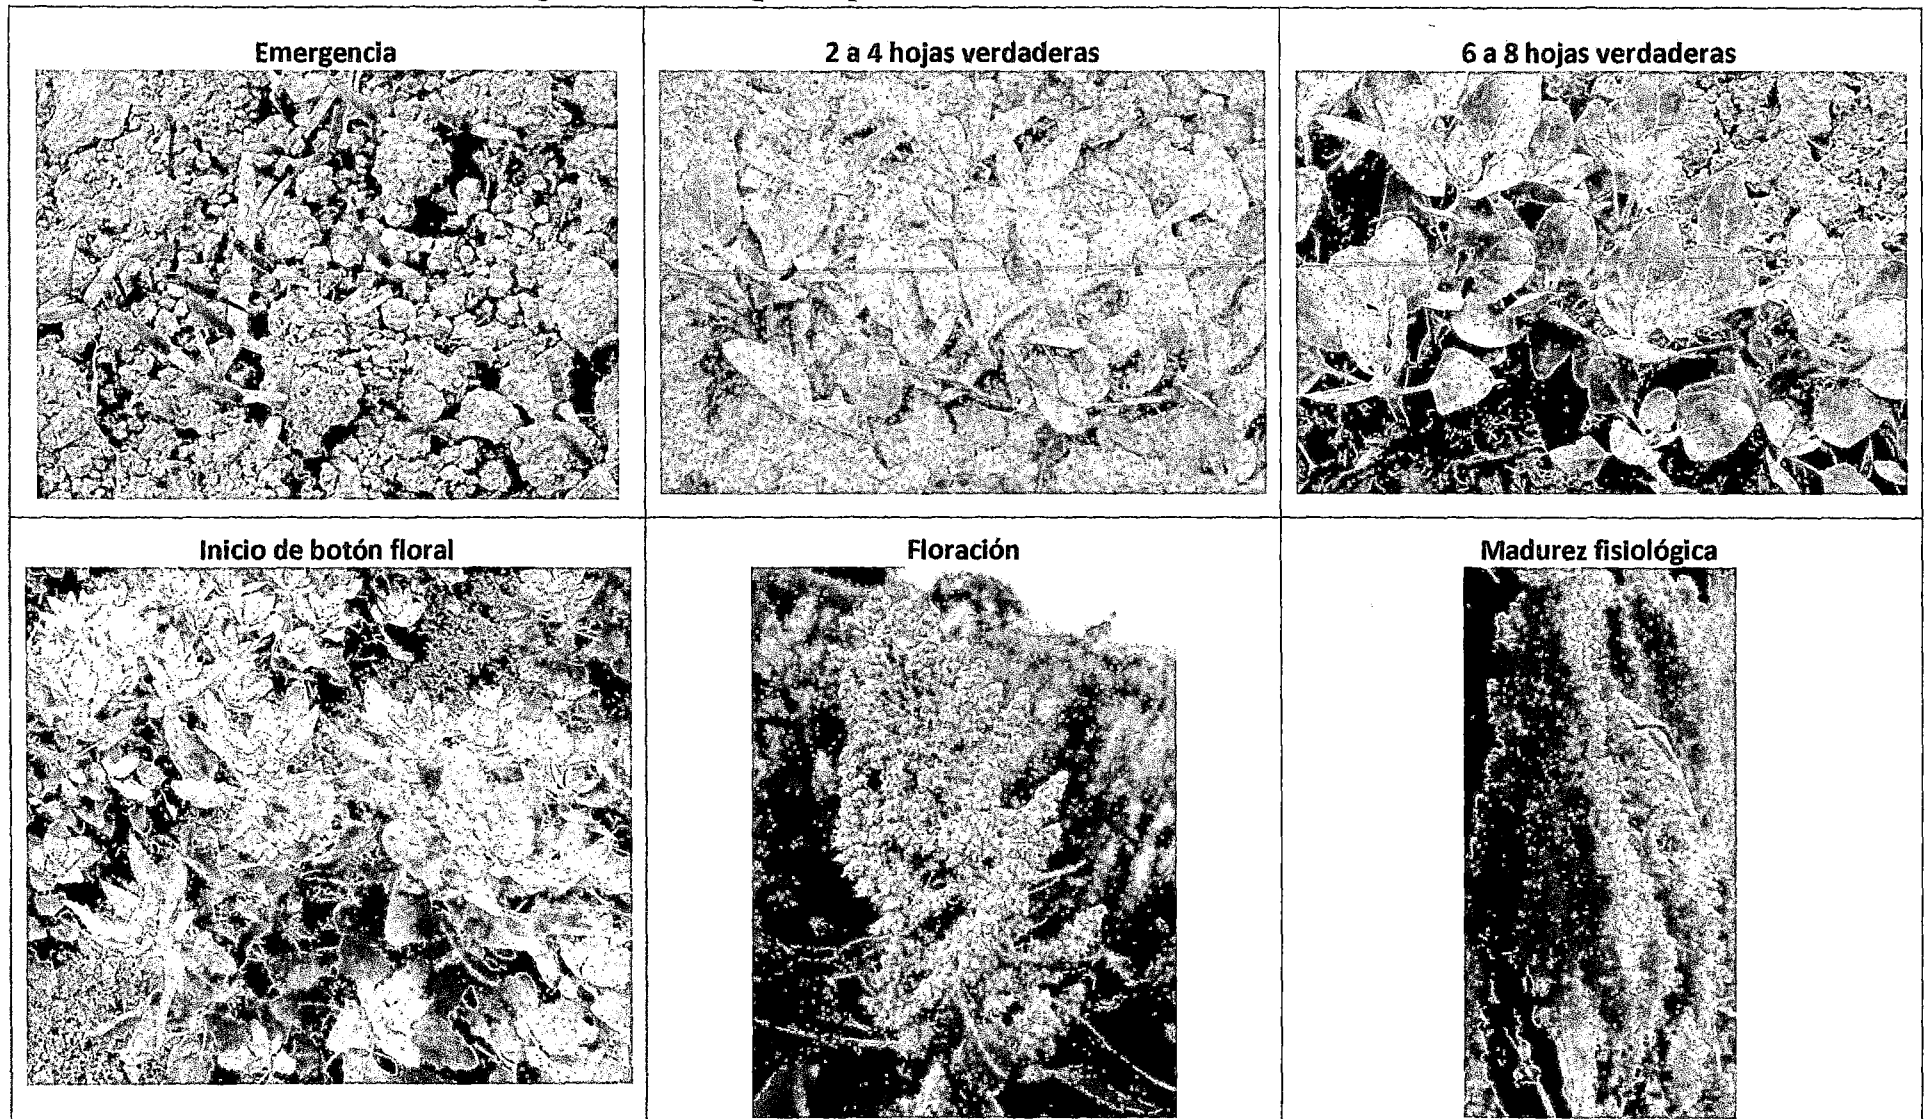 Emergencia
2 a 4 hojas verdaderas
6 a 8 hojas verdaderas
Inicio de botón floral
Floración
Madurez fisiológica